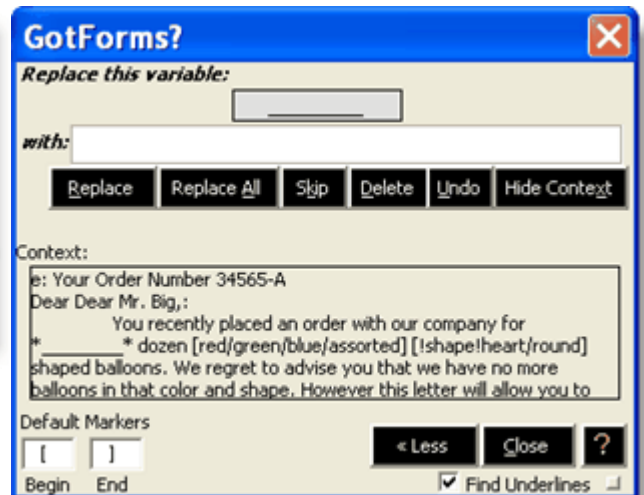 GotForms?
Replace this variable:
__________
with:
Replace Replace All Skip Delete Undo Hide Context
Context:
e: Your Order Number 34565-A
Dear Dear Mr. Big,:
You recently placed an order with our company for
*__________* dozen [red/green/blue/assorted] [!shape!heart/round]
shaped balloons. We regret to advise you that we have no more
balloons in that color and shape. However this letter will allow you to
Default Markers
[ ] « Less Close ?
Begin End Find Underlines